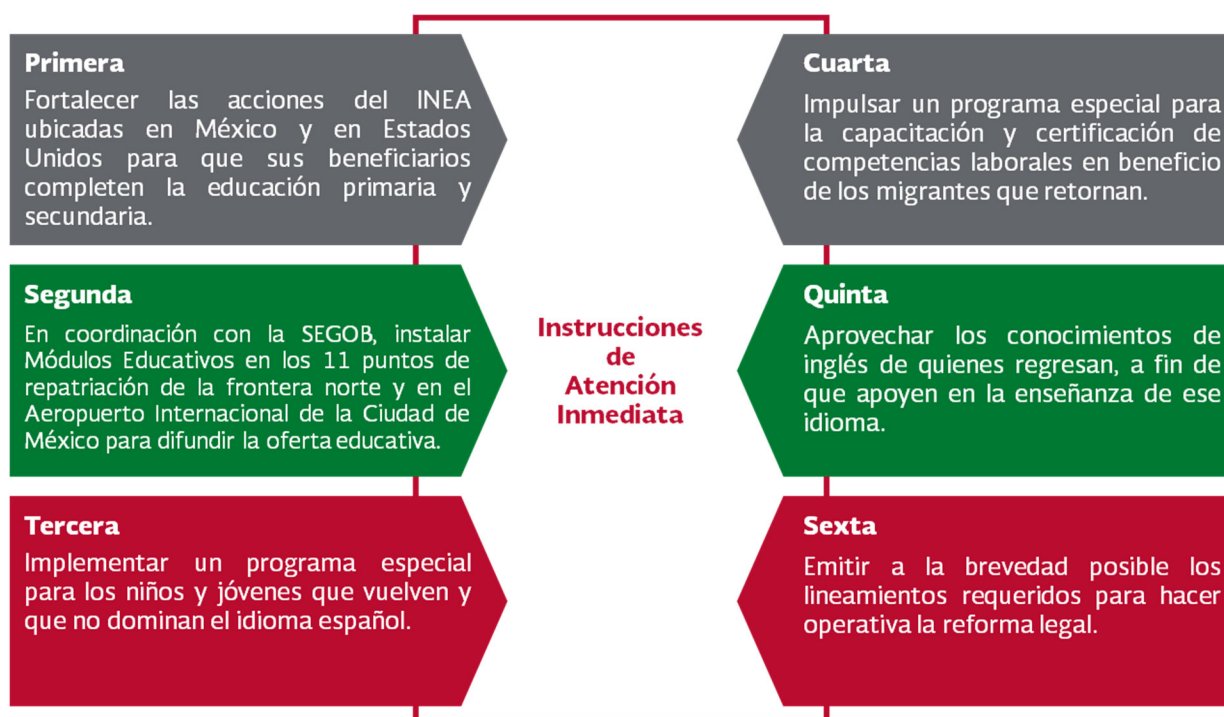 Primera
Fortalecer las acciones del INEA
ubicadas en México y en Estados
Unidos para que sus beneficiarios
completen la educación primaria y
secundaria.
Segunda
En coordinación con la SEGOB, instalar
Módulos Educativos en los 11 puntos de
repatriación de la frontera norte y en el
Aeropuerto Internacional de la Ciudad de
México para difundir la oferta educativa.
Tercera
Implementar un programa especial
para los niños y jóvenes que vuelven y
que no dominan el idioma español.
Instrucciones
de
Atención
Inmediata
Cuarta
Impulsar un programa especial para
la capacitación y certificación de
competencias laborales en beneficio
de los migrantes que retornan.
Quinta
Aprovechar los conocimientos de
inglés de quienes regresan, a fin de
que apoyen en la enseñanza de ese
idioma.
Sexta
Emitir a la brevedad posible los
lineamientos requeridos para hacer
operativa la reforma legal.